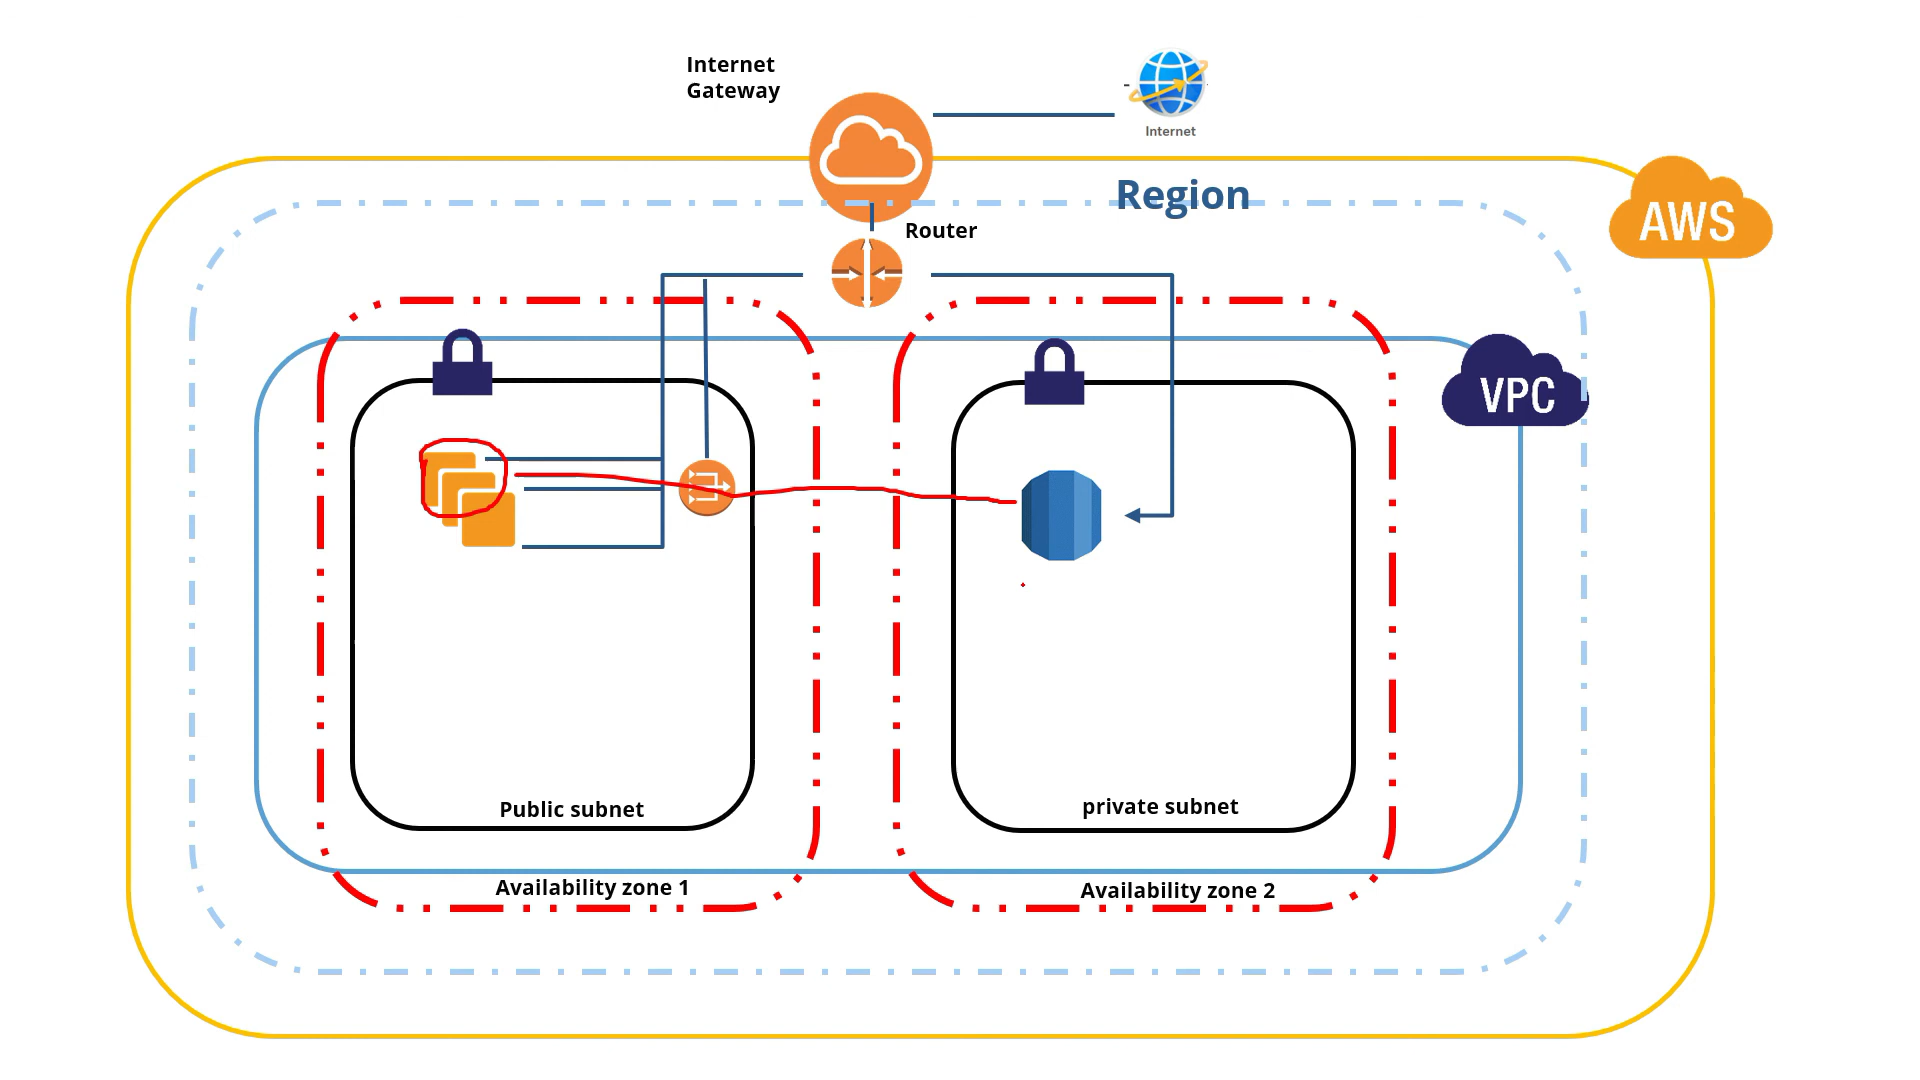 Internet
Gateway
Internet
Region
AWS
Router
VPC
Public subnet
private subnet
Availability zone 1
Availability zone 2